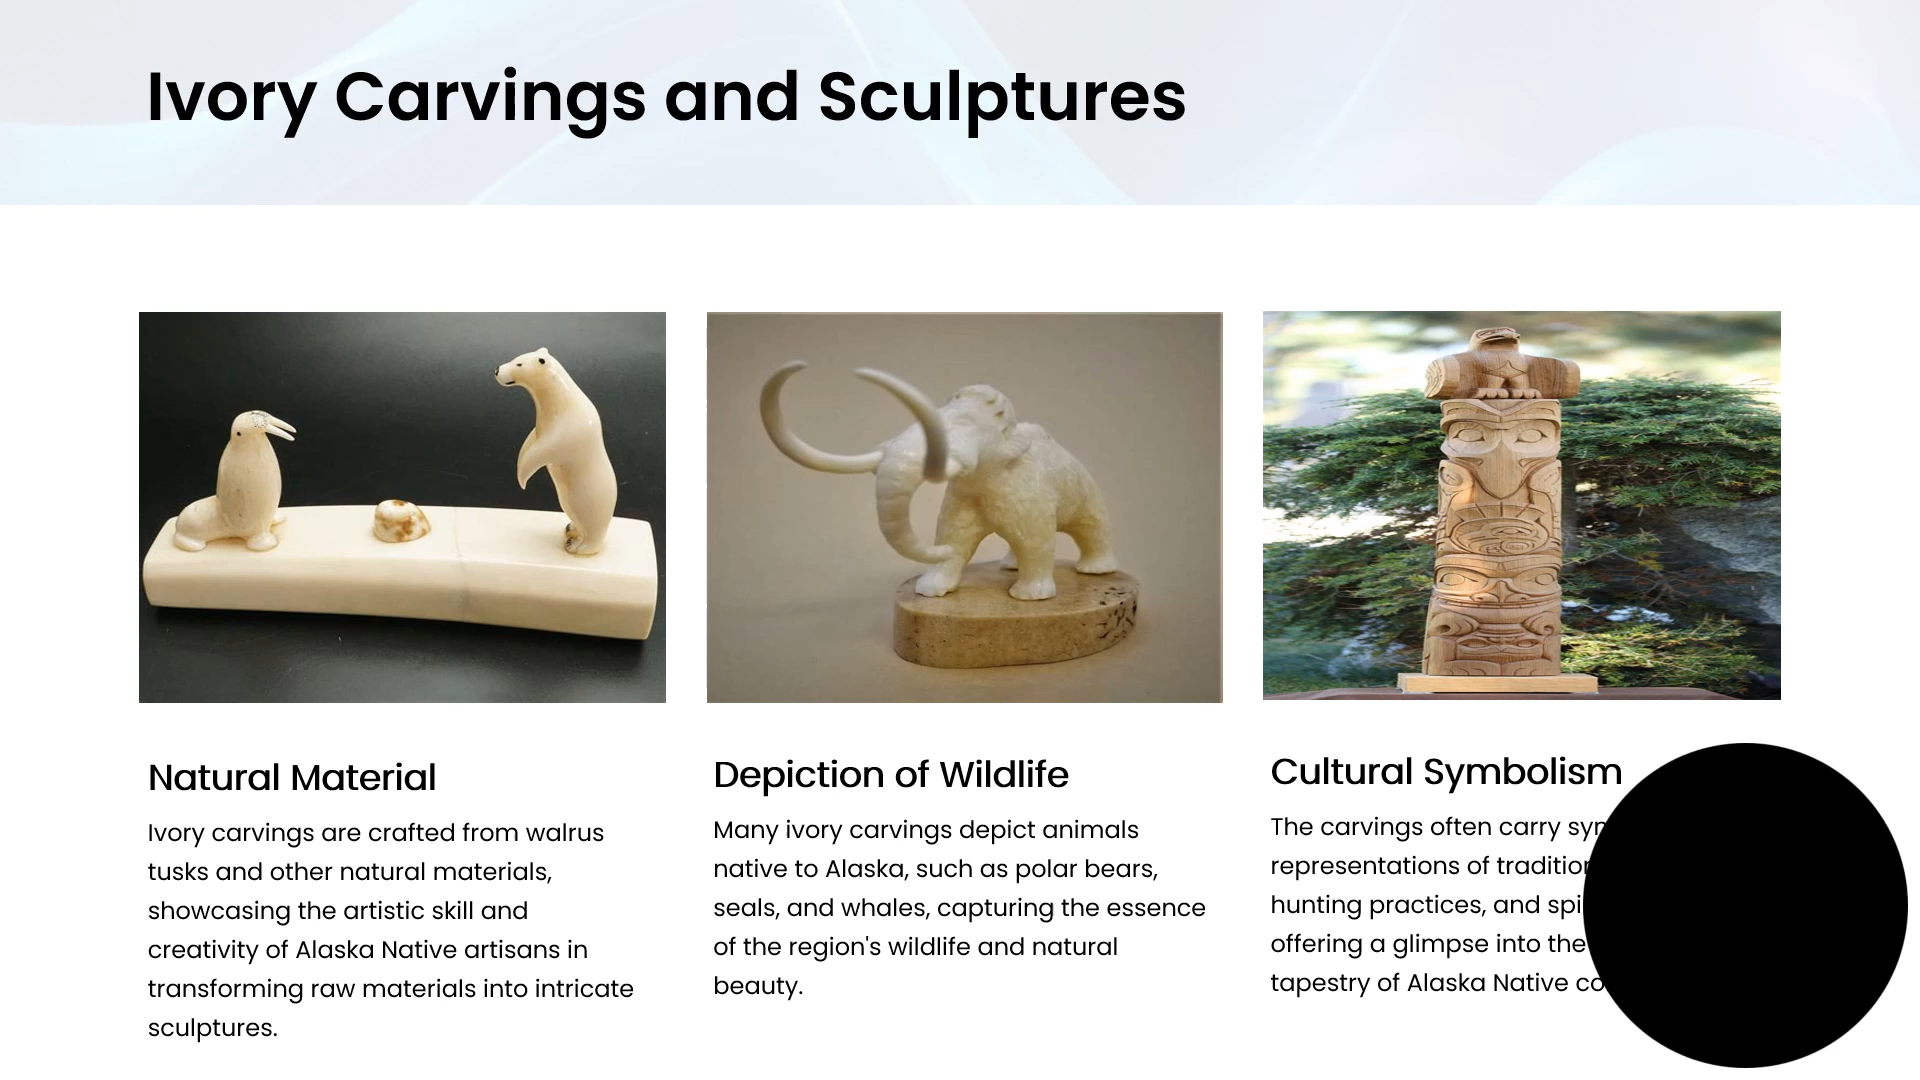 Ivory Carvings and Sculptures
Natural Material
Ivory carvings are crafted from walrus
tusks and other natural materials,
showcasing the artistic skill and
creativity of Alaska Native artisans in
transforming raw materials into intricate
sculptures.
Depiction of Wildlife
Many ivory carvings depict animals
native to Alaska, such as polar bears,
seals, and whales, capturing the essence
of the region's wildlife and natural
beauty.
Cultural Symbolism
The carvings often carry
representations of
hunting practices, and
offering a glimpse into the
tapestry of Alaska Native